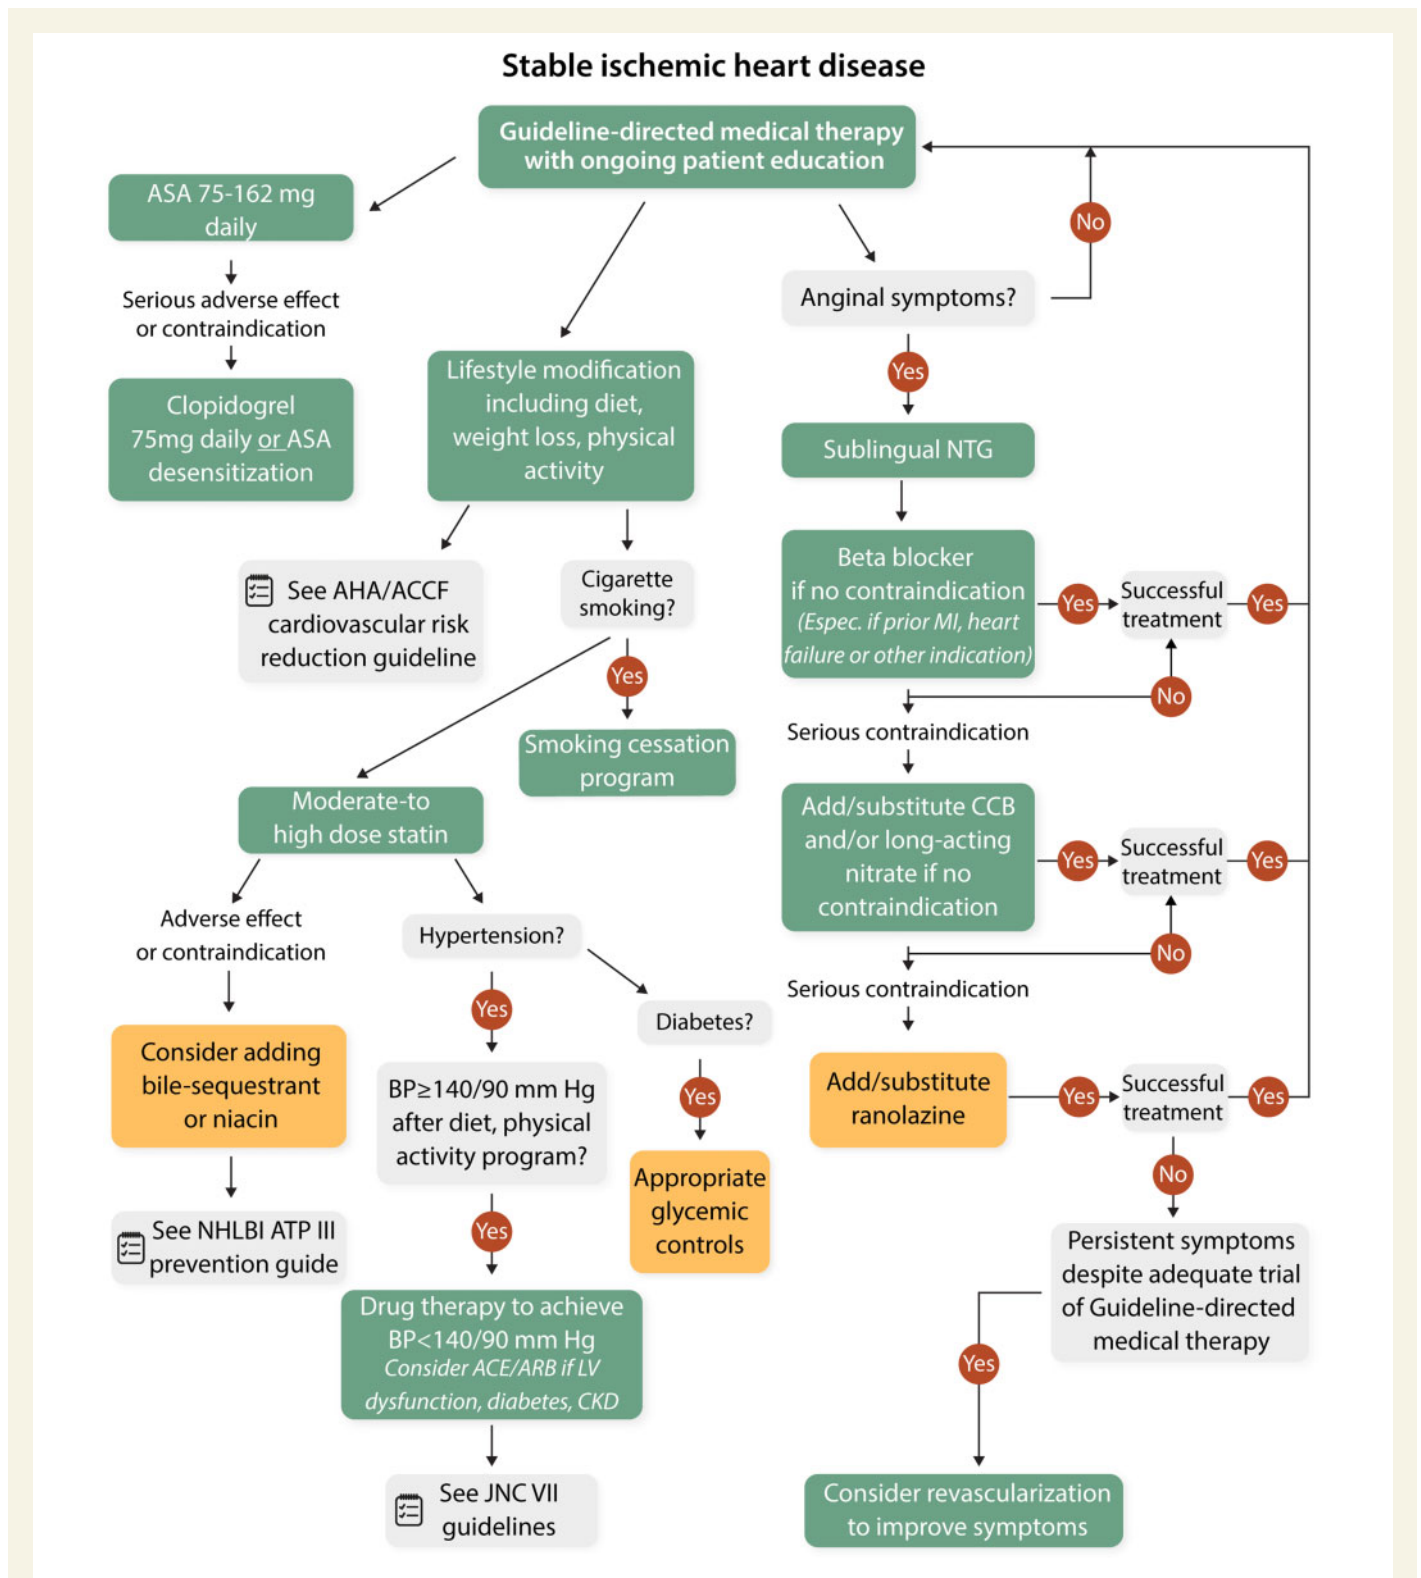 Stable ischemic heart disease
Guideline-directed medical therapy
with ongoing patient education
ASA 75-162 mg
daily
Serious adverse effect
or contraindication
Clopidogrel
75mg daily or ASA
desensitization
Lifestyle modification
including diet,
weight loss, physical
activity
See AHA/ACCF
cardiovascular risk
reduction guideline
Cigarette
smoking?
Yes
Smoking cessation
program
Moderate-to
high dose statin
Adverse effect
or contraindication
Consider adding
bile-sequestrant
or niacin
See NHLBI ATP III
prevention guide
Hypertension?
Yes
BP≥140/90 mm Hg
after diet, physical
activity program?
Yes
Drug therapy to achieve
BP<140/90 mm Hg
Consider ACE/ARB if LV
dysfunction, diabetes, CKD
See JNC VII
guidelines
Diabetes?
Yes
Appropriate
glycemic
controls
Anginal symptoms?
No
Yes
Sublingual NTG
Beta blocker
if no contraindication
(Espec. if prior MI, heart
failure or other indication)
Yes
Successful
treatment
Yes
No
Serious contraindication
Add/substitute CCB
and/or long-acting
nitrate if no
contraindication
Yes
Successful
treatment
Yes
No
Serious contraindication
Add/substitute
ranolazine
Yes
Successful
treatment
Yes
No
Persistent symptoms
despite adequate trial
of Guideline-directed
medical therapy
Yes
Consider revascularization
to improve symptoms